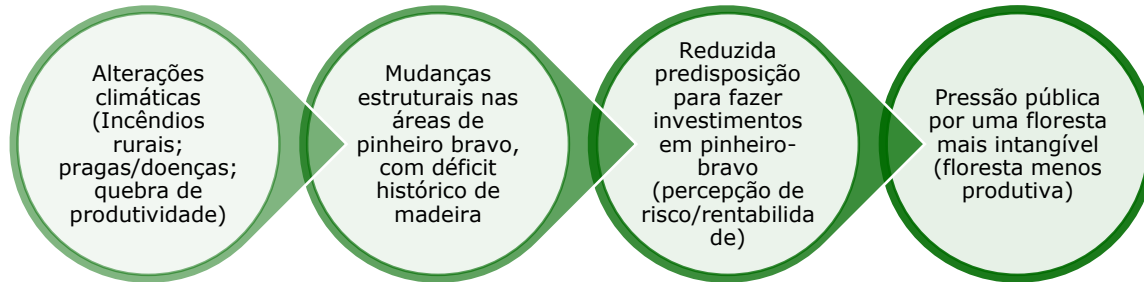 Alterações
climáticas
(Incêndios
rurais;
pragas/doenças;
quebra de
produtividade)
Mudanças
estruturais nas
áreas de
pinheiro bravo,
com déficit
histórico de
madeira
Reduzida
predisposição
para fazer
investimentos
em pinheiro-
bravo
(percepção de
risco/rentabilida
de)
Pressão pública
por uma floresta
mais intangível
(floresta menos
produtiva)